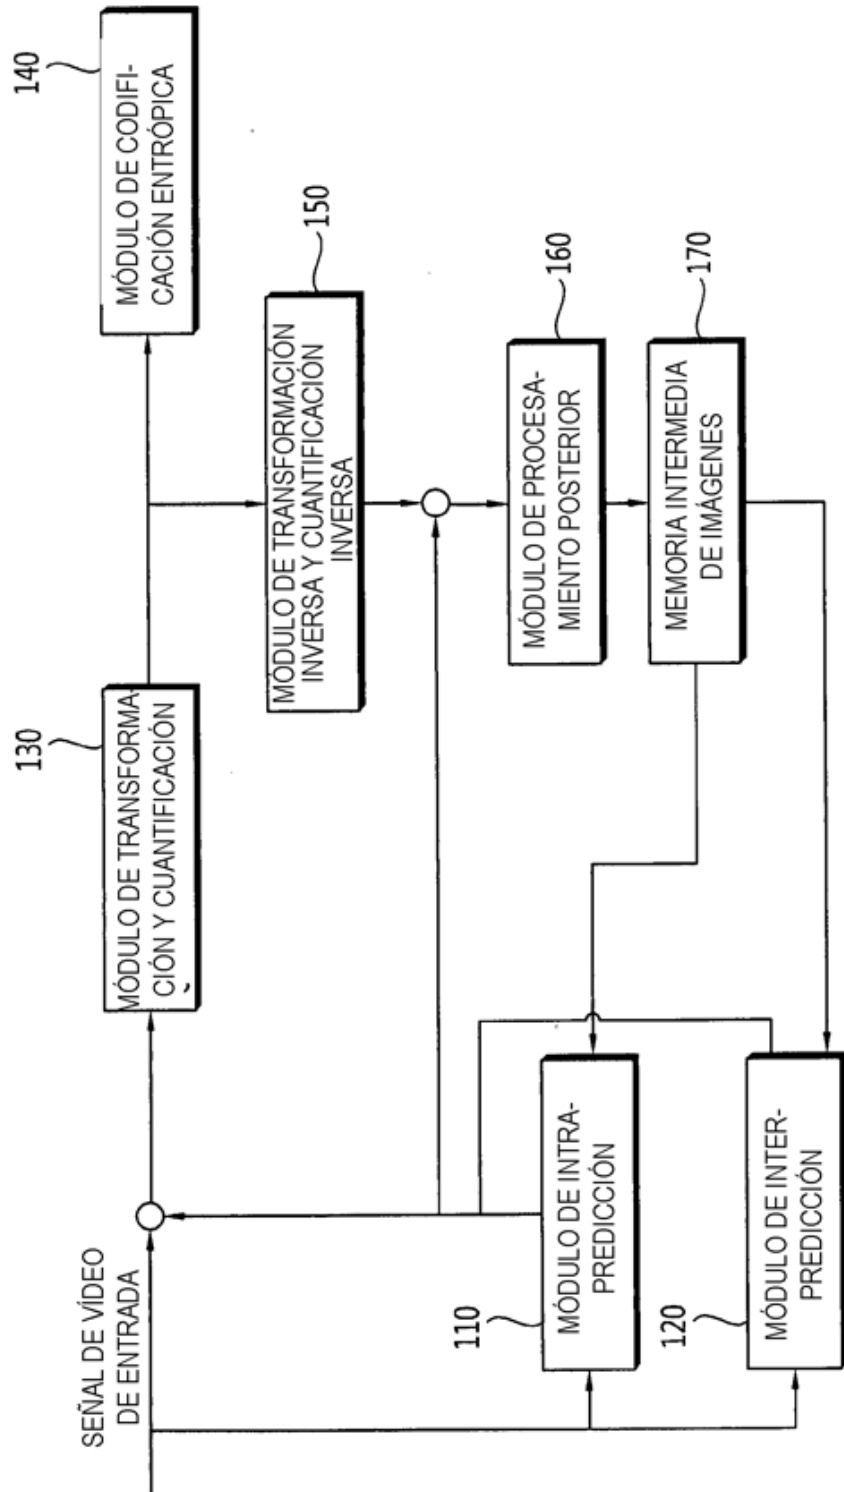 SEÑAL DE VÍDEO
DE ENTRADA
130
MÓDULO DE TRANSFORMA
CIÓN Y CUANTIFICACIÓN
140
MÓDULO DE CODIFI-
CACIÓN ENTRÓPICA
150
MÓDULO DE TRANSFORMACIÓN
INVERSA Y CUANTIFICACIÓN
INVERSA
160
MÓDULO DE PROCESA-
MIENTO POSTERIOR
170
MEMORIA INTERMEDIA
DE IMÁGENES
110
MÓDULO DE INTRA-
PREDICCIÓN
120
MÓDULO DE INTER-
PREDICCIÓN